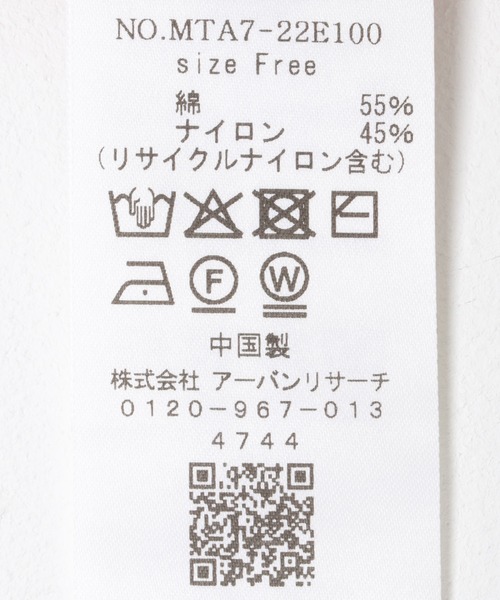 NO.MTA7-22E100
size Free
綿 55%
ナイロン 45%
(リサイクルナイロン含む)
F W
中国製
株式会社 アーバンリサーチ
0120-967-013
4744